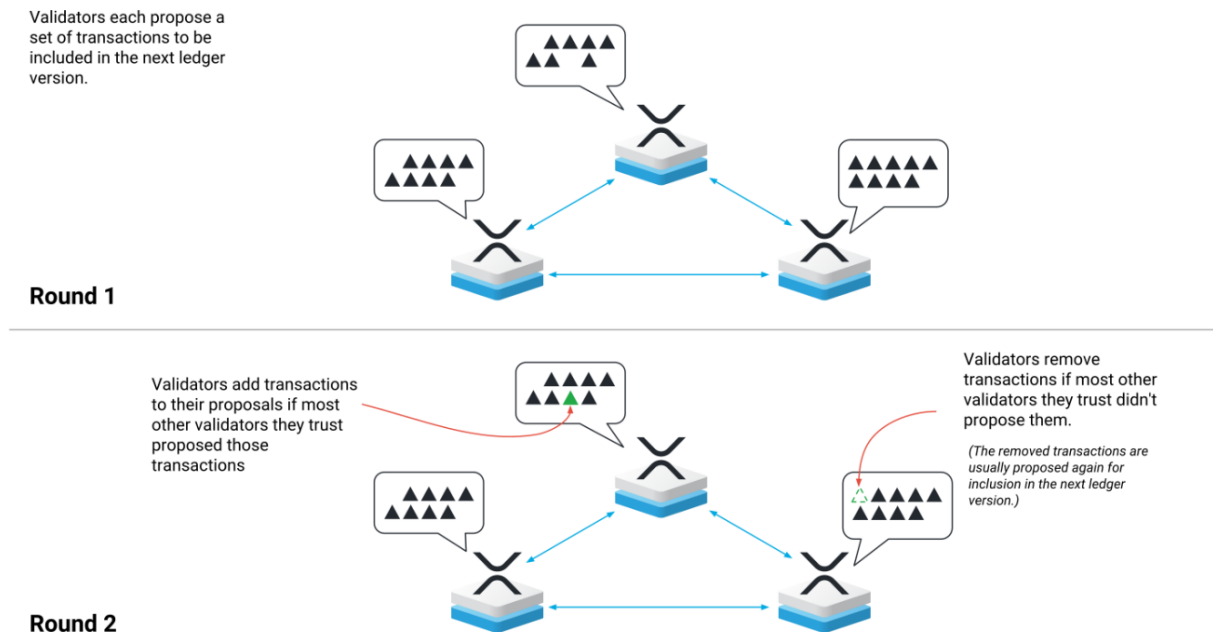 Validators each propose a
set of transactions to be
included in the next ledger
version.
Round 1
Validators add transactions
to their proposals if most
other validators they trust
proposed those
transactions
Validators remove
transactions if most other
validators they trust didn't
propose them.
(The removed transactions are
usually proposed again for
inclusion in the next ledger
version.)
Round 2